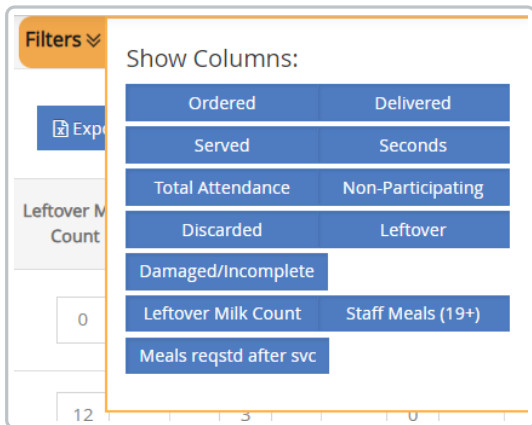 Filters
Show Columns:
Ordered Delivered
Expo
Served Seconds
Total Attendance Non-Participating
Leftover M
Count
Discarded Leftover
Damaged/Incomplete
0
Leftover Milk Count Staff Meals (19+)
Meals reqstd after svc
12 3 0